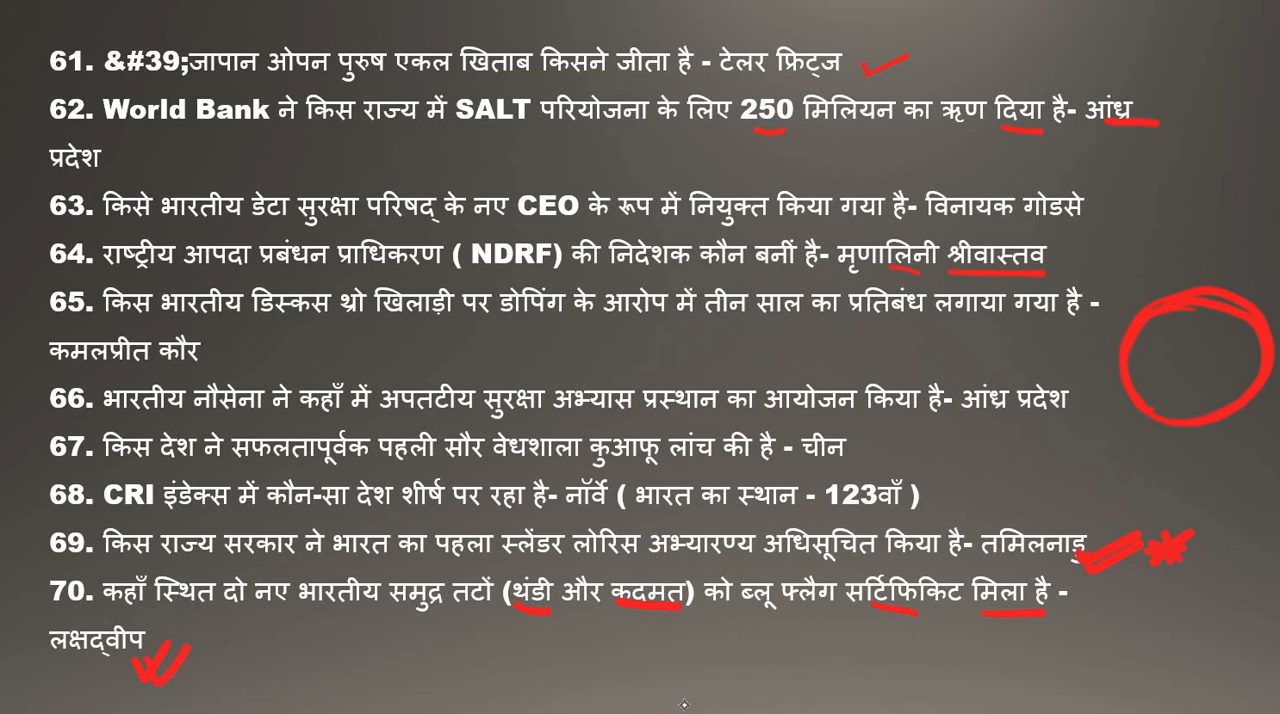 61. &#39;जापान ओपन पुरुष एकल खिताब किसने जीता है - टेलर फ्रिट्ज
62. World Bank ने किस राज्य में SALT परियोजना के लिए 250 मिलियन का ऋण दिया है- आंध्र
प्रदेश
63. किसे भारतीय डेटा सुरक्षा परिषद् के नए CEO के रूप में नियुक्त किया गया है- विनायक गोडसे
64. राष्ट्रीय आपदा प्रबंधन प्राधिकरण ( NDRF) की निदेशक कौन बनीं है- मृणालिनी श्रीवास्तव
65. किस भारतीय डिस्कस थ्रो खिलाड़ी पर डोपिंग के आरोप में तीन साल का प्रतिबंध लगाया गया है -
कमलप्रीत कौर
66. भारतीय नौसेना ने कहाँ में अपतटीय सुरक्षा अभ्यास प्रस्थान का आयोजन किया है- आंध्र प्रदेश
67. किस देश ने सफलतापूर्वक पहली सौर वेधशाला कुआफू लांच की है - चीन
68. CRI इंडेक्स में कौन-सा देश शीर्ष पर रहा है- नॉर्वे ( भारत का स्थान - 123वाँ )
69. किस राज्य सरकार ने भारत का पहला स्लेंडर लोरिस अभ्यारण्य अधिसूचित किया है- तमिलनाडु
70. कहाँ स्थित दो नए भारतीय समुद्र तटों (थंडी और कदमत) को ब्लू फ्लैग सर्टिफिकिट मिला है -
लक्षद्वीप